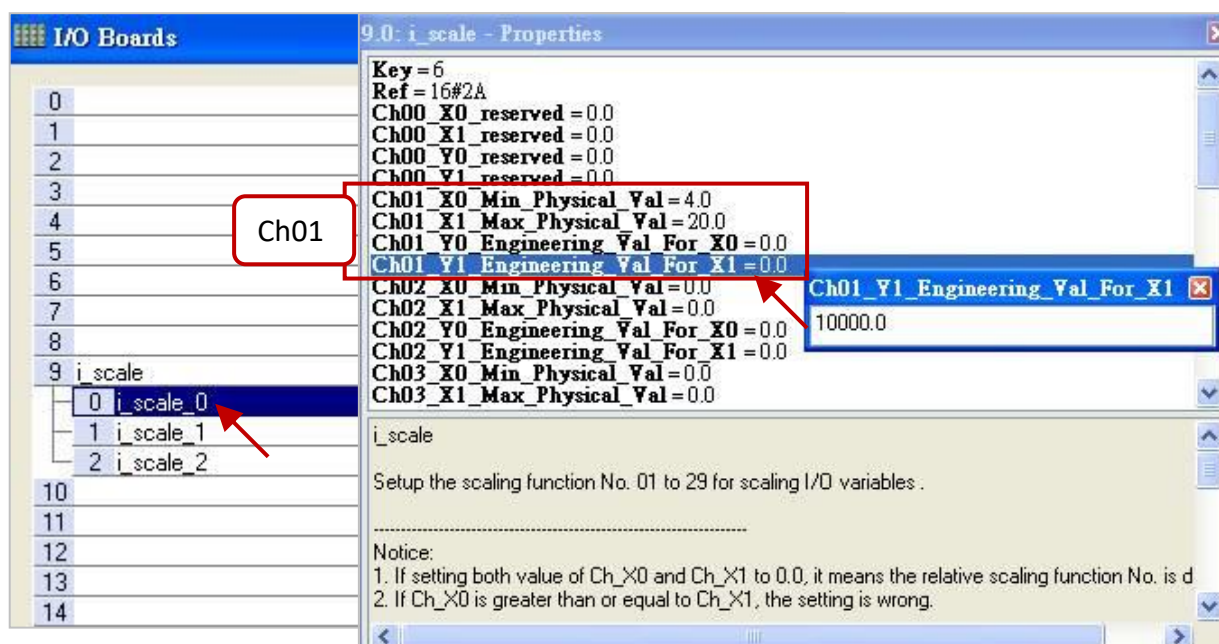 I/O Boards
0
1
2
3
4
5
6
7
8
9 i_scale
0 i_scale_0
1 i_scale_1
2 i_scale_2
10
11
12
13
14
Ch01
9.0: i_scale - Properties
Key=6
Ref=16#2A
Ch00_X0_reserved=0.0
Ch00_X1_reserved=0.0
Ch00_Y0_reserved=0.0
Ch00_Y1_reserved=0.0
Ch01_X0_Min_Physical_Val=4.0
Ch01_X1_Max_Physical_Val=20.0
Ch01_Y0_Engineering_Val_For_X0=0.0
Ch01_Y1_Engineering_Val_For_X1=0.0
Ch02_X0_Min_Physical_Val=0.0
Ch02_X1_Max_Physical_Val=0.0
Ch02_Y0_Engineering_Val_For_X0=0.0
Ch02_Y1_Engineering_Val_For_X1=0.0
Ch03_X0_Min_Physical_Val=0.0
Ch03_X1_Max_Physical_Val=0.0
Ch01_Y1_Engineering_Val_For_X1
10000.0
i_scale
Setup the scaling function No. 01 to 29 for scaling I/O variables .
--------------------------------------------------------------
Notice:
1. If setting both value of Ch_X0 and Ch_X1 to 0.0, it means the relative scaling function No. is d
2. If Ch_X0 is greater than or equal to Ch_X1, the setting is wrong.